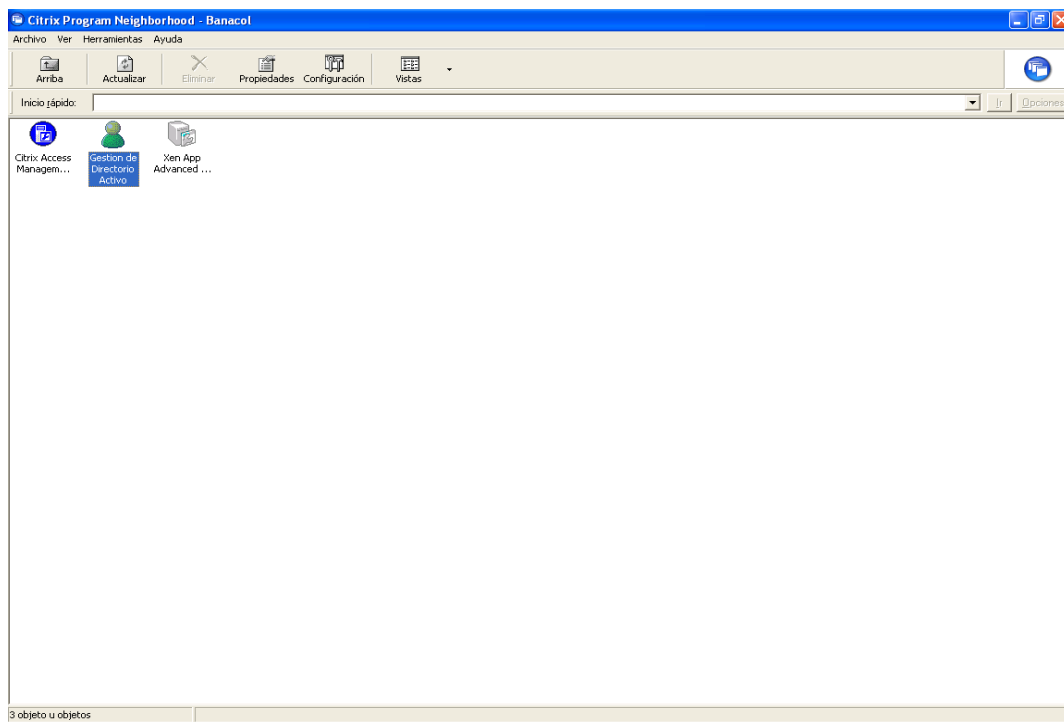 Citrix Program Neighborhood - Banacol
Archivo Ver Herramientas Ayuda
Arriba Actualizar Eliminar Propiedades Configuración Vistas
Inicio rápido: Ir Opciones
Citrix Access
Managem...
Gestion de
Directorio
Activo
Xen App
Advanced ...
3 objeto u objetos